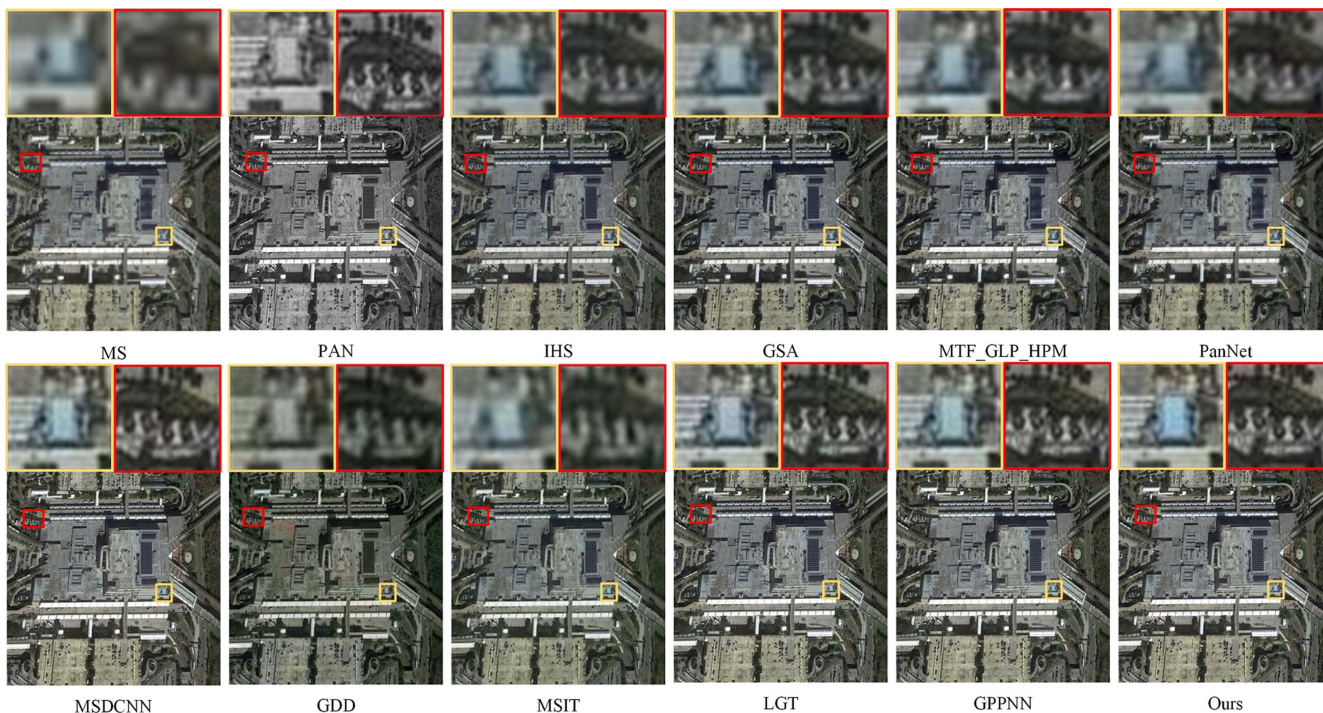 MS
PAN
IHS
GSA
MTF_GLP_HPM
PanNet
MSDCNN
GDD
MSIT
LGT
GPPNN
Ours